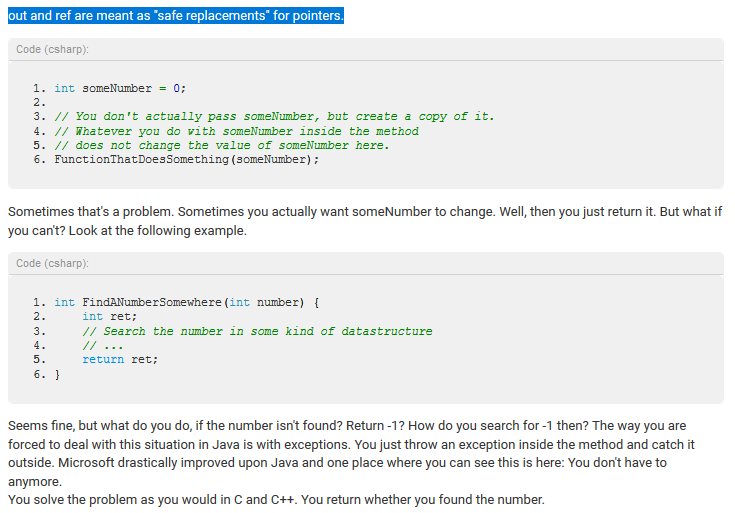 out and ref are meant as "safe replacements" for pointers.
Code (csharp):
1. int someNumber = 0;
2.
3. // You don't actually pass someNumber, but create a copy of it.
4. // Whatever you do with someNumber inside the method
5. // does not change the value of someNumber here.
6. FunctionThatDoesSomething(someNumber);
Sometimes that's a problem. Sometimes you actually want someNumber to change. Well, then you just return it. But what if
you can't? Look at the following example.
Code (csharp):
1. int FindANumberSomewhere(int number) {
2.     int ret;
3.     // Search the number in some kind of datastructure
4.     // ...
5.     return ret;
6. }
Seems fine, but what do you do, if the number isn't found? Return -1? How do you search for -1 then? The way you are
forced to deal with this situation in Java is with exceptions. You just throw an exception inside the method and catch it
outside. Microsoft drastically improved upon Java and one place where you can see this is here: You don't have to
anymore.
You solve the problem as you would in C and C++. You return whether you found the number.